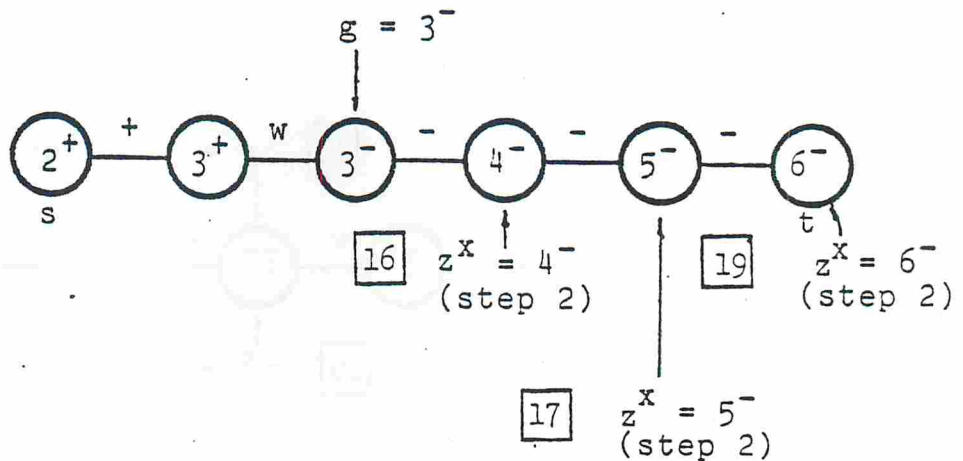 g = 3⁻
+ w - - -
2⁺ 3⁺ 3⁻ 4⁻ 5⁻ 6⁻
s t
16 zˣ = 4⁻ 19 zˣ = 6⁻
(step 2) (step 2)
17 zˣ = 5⁻
(step 2)